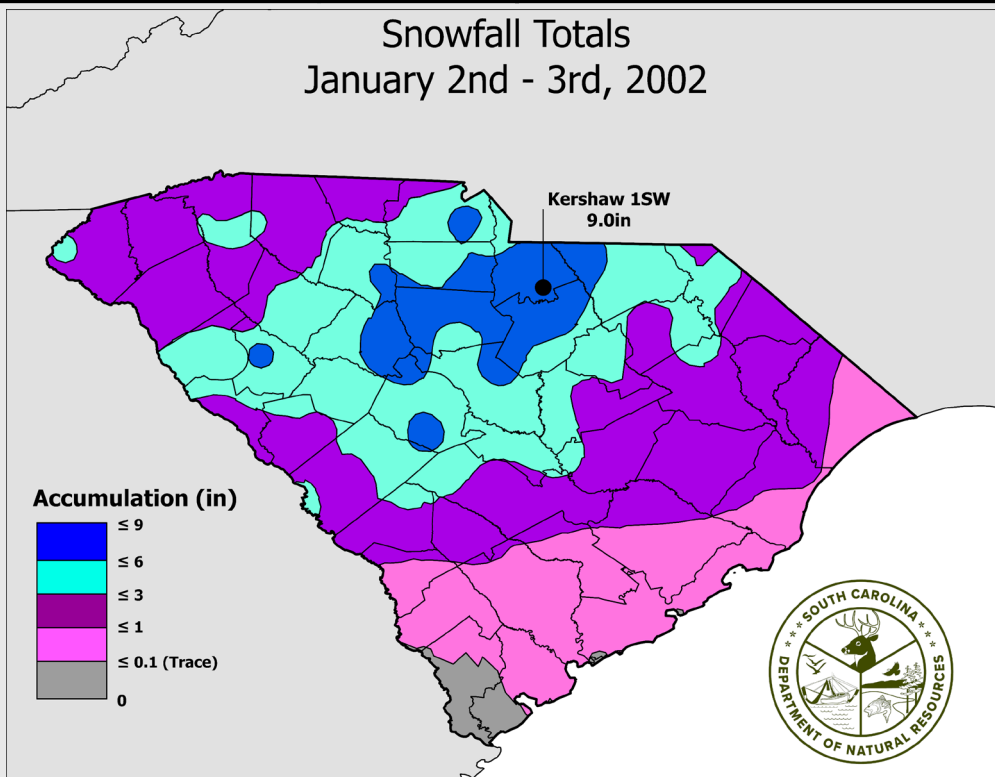 Snowfall Totals
January 2nd - 3rd, 2002
Kershaw 1SW
9.0in
Accumulation (in)
≤ 9
≤ 6
≤ 3
≤ 1
≤ 0.1 (Trace)
0
SOUTH CAROLINA
DEPARTMENT OF NATURAL RESOURCES